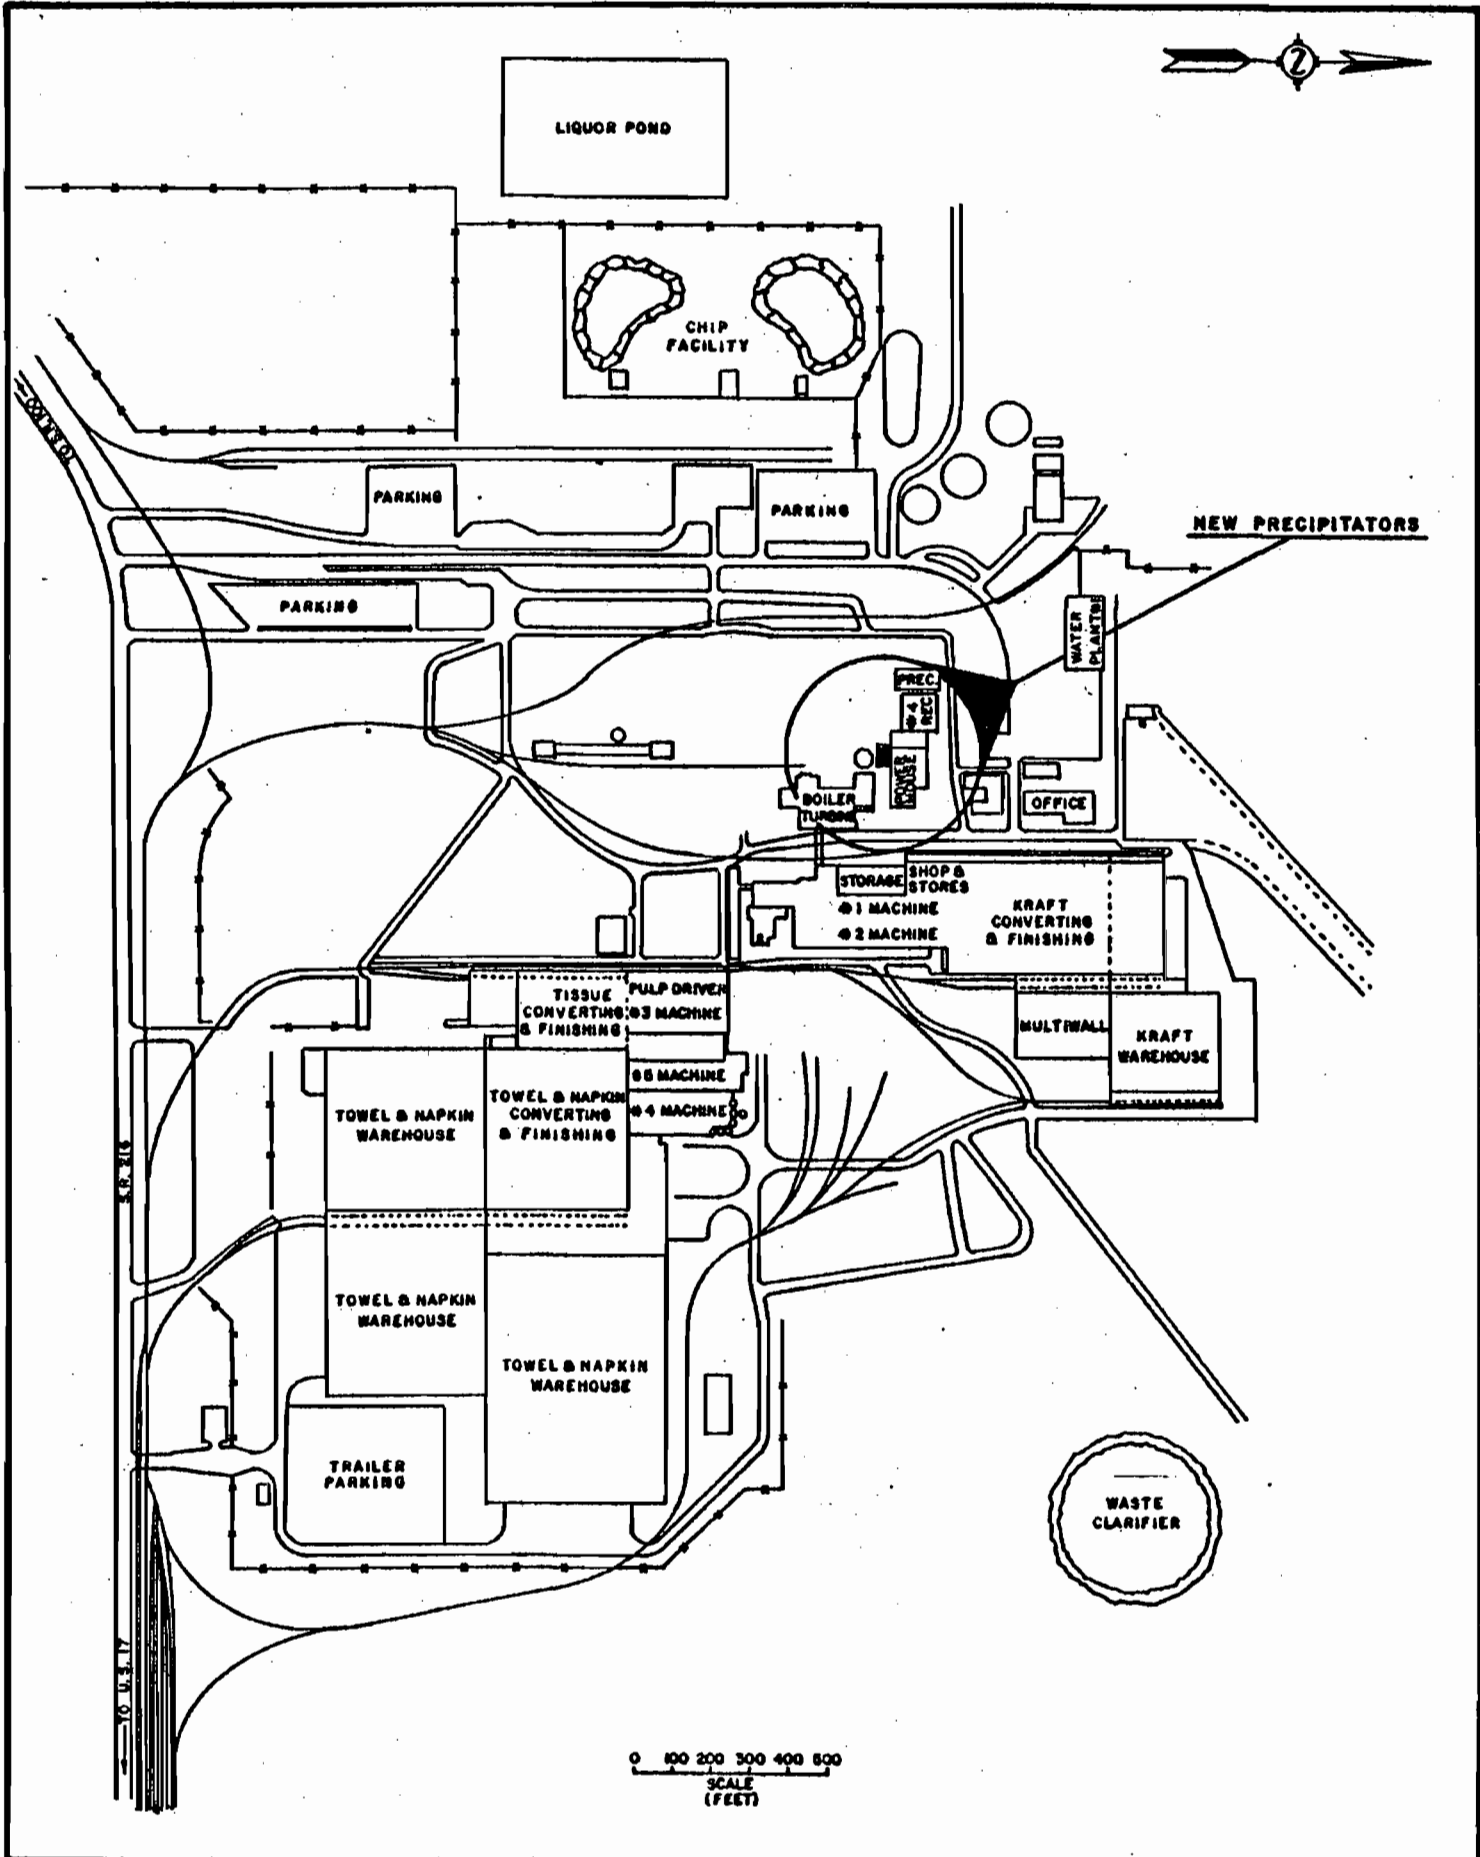 LIQUOR POND
CHIP
FACILITY
PARKING
PARKING
NEW PRECIPITATORS
PARKING
WATER
PLANT
PREC.
#4
REC
POWER
HOUSE
BOILER
TURBINE
OFFICE
STORAGE
SHOP &
STORES
#1 MACHINE
#2 MACHINE
KRAFT
CONVERTING
& FINISHING
TISSUE
CONVERTING
& FINISHING
PULP DRIVER
#3 MACHINE
MULTIWALL
KRAFT
WAREHOUSE
#5 MACHINE
#4 MACHINE
TOWEL & NAPKIN
WAREHOUSE
TOWEL & NAPKIN
CONVERTING
& FINISHING
S.R. 216
TOWEL & NAPKIN
WAREHOUSE
TOWEL & NAPKIN
WAREHOUSE
TRAILER
PARKING
WASTE
CLARIFIER
TO U.S. 17
0 100 200 300 400 500
SCALE
(FEET)